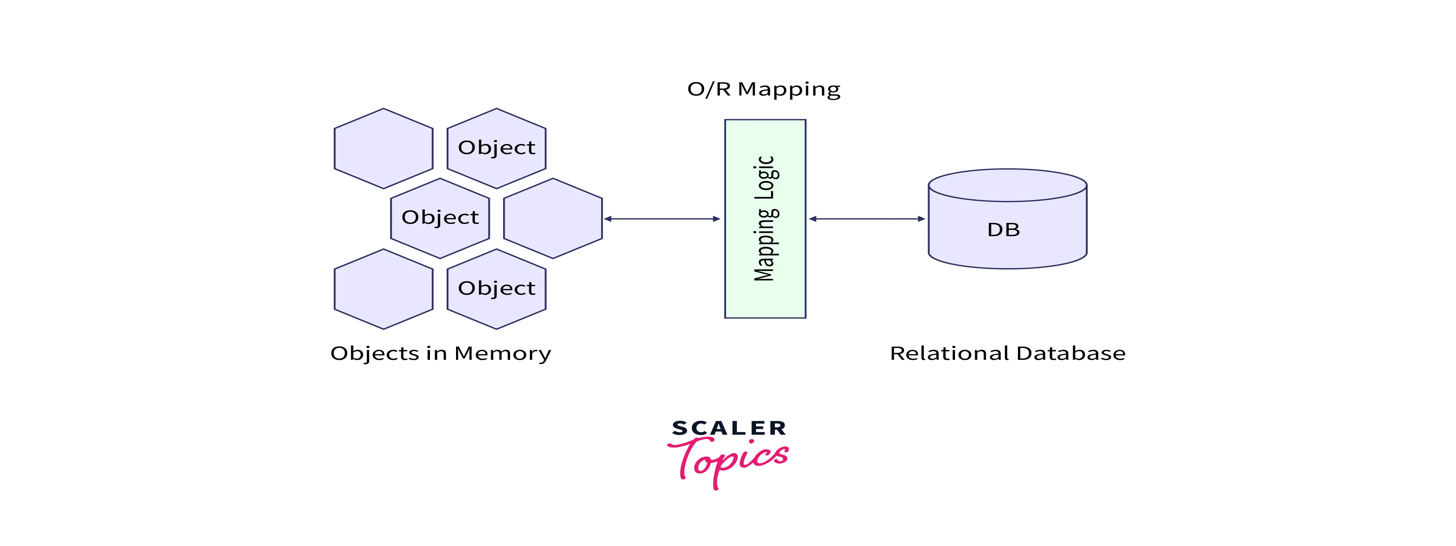 O/R Mapping
Object
Object
Object
Mapping Logic
DB
Objects in Memory
Relational Database
SCALER
Topics